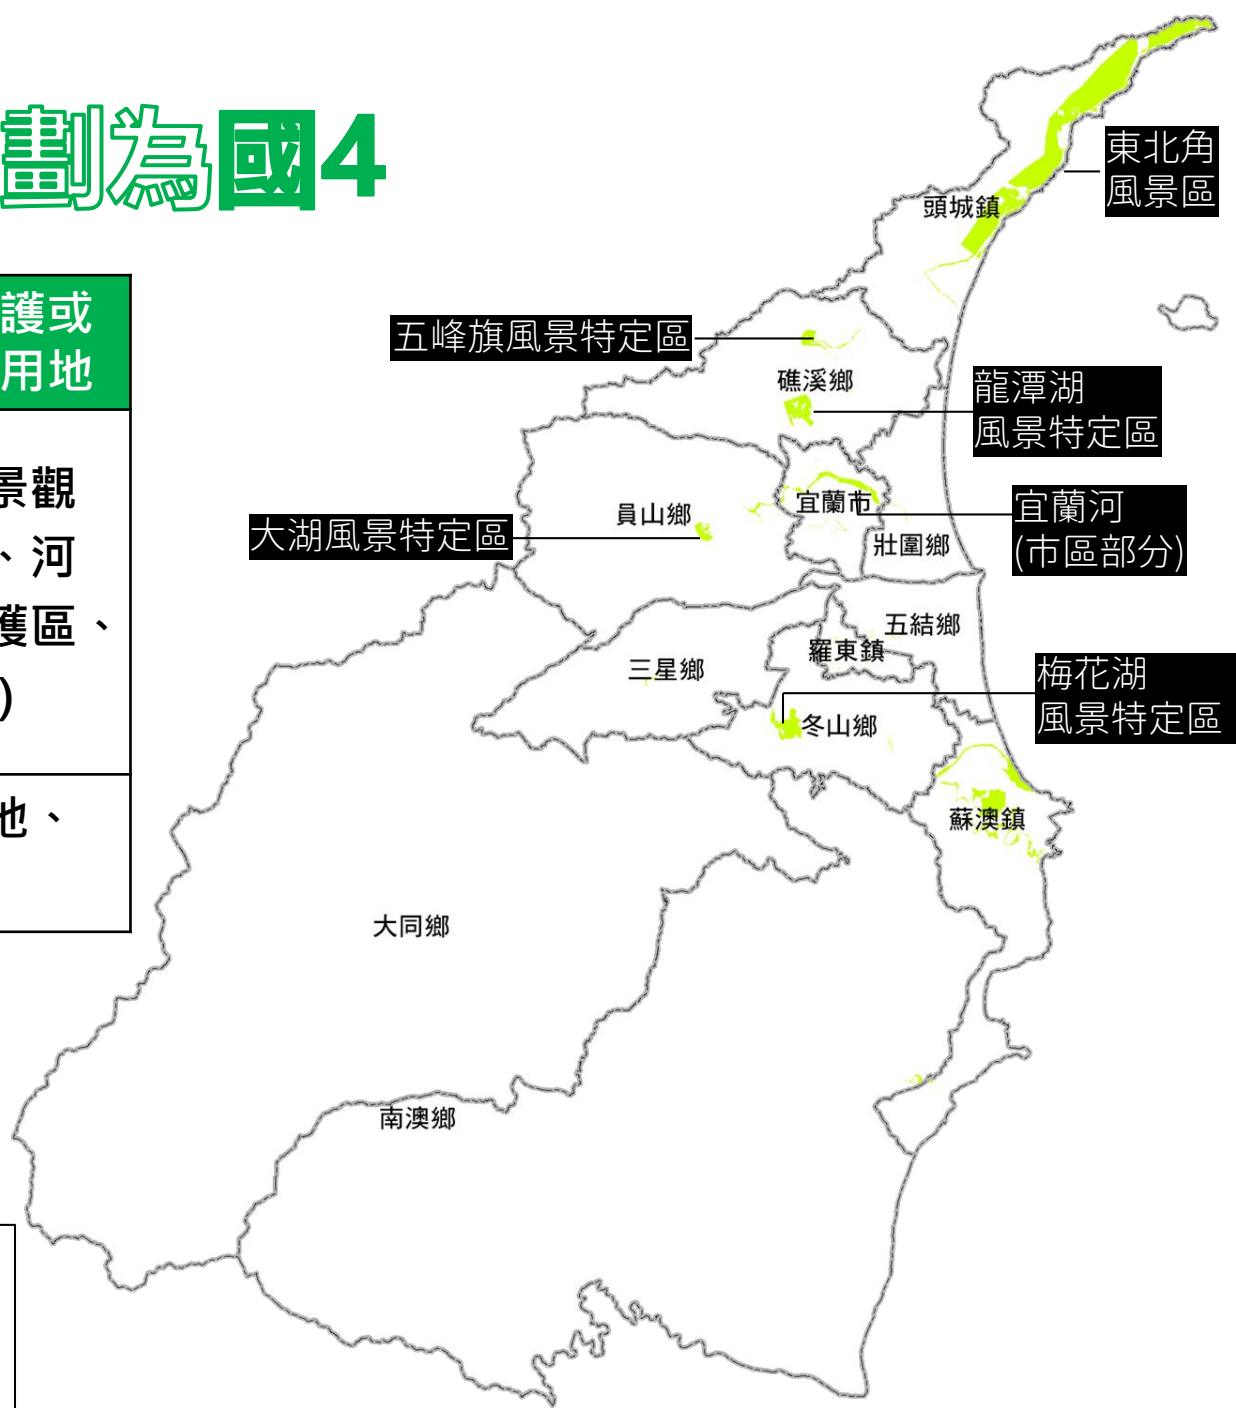 劃為國4
護或
用地
景觀
、河
護區、
)
地、
東北角
風景區
頭城鎮
五峰旗風景特定區
礁溪鄉
龍潭湖
風景特定區
宜蘭市
宜蘭河
(市區部分)
員山鄉
大湖風景特定區
壯圍鄉
五結鄉
羅東鎮
三星鄉
梅花湖
風景特定區
冬山鄉
蘇澳鎮
大同鄉
南澳鄉